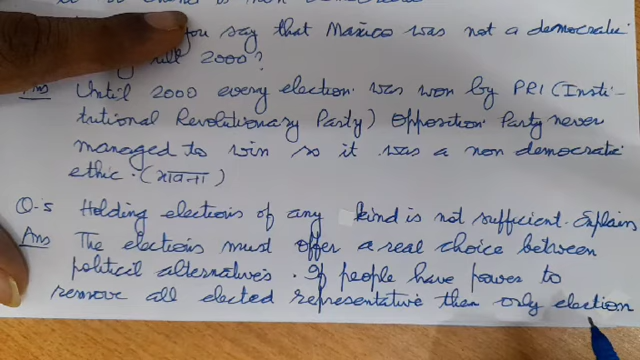 you say that Maxico was not a democratic
till 2000?
Ans Until 2000 every election was won by PRI (Insti-
tutional Revolutionary Party) Opposition Party never
managed to win so it was a non democratic
ethic. (भावना)
Q-5 Holding elections of any kind is not sufficient. Explain
Ans The elections must offer a real choice between
political alternatives. If people have power to
remove all elected representative then only election